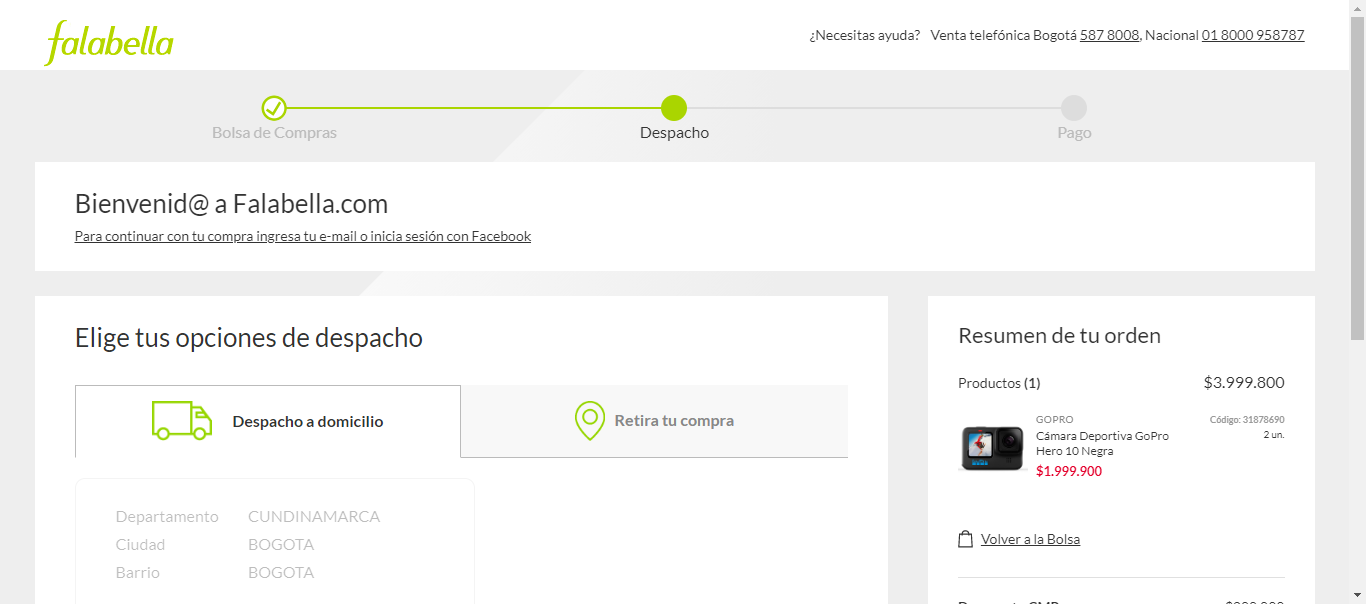 falabella
¿Necesitas ayuda? Venta telefónica Bogotá 587 8008, Nacional 01 8000 958787
Bolsa de Compras
Despacho
Pago
Bienvenid@ a Falabella.com
Para continuar con tu compra ingresa tu e-mail o inicia sesión con Facebook
Elige tus opciones de despacho
Despacho a domicilio
Retira tu compra
Departamento CUNDINAMARCA
Ciudad BOGOTA
Barrio BOGOTA
Resumen de tu orden
Productos (1) $3.999.800
GOPRO Código: 31878690
Cámara Deportiva GoPro 2 un.
Hero 10 Negra
$1.999.900
Volver a la Bolsa